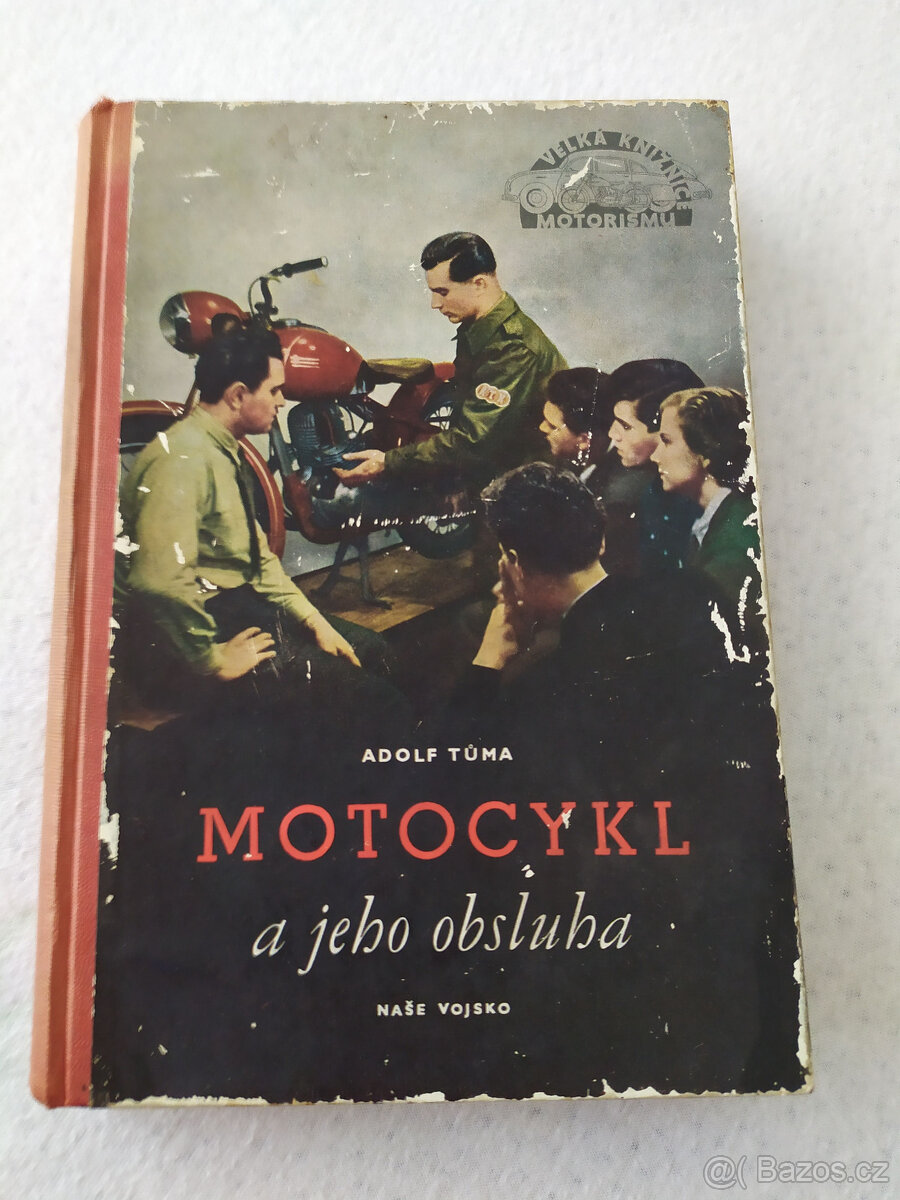 VELKÁ KNIŽNICE
MOTORISMU
ADOLF TŮMA
MOTOCYKL
a jeho obsluha
NAŠE VOJSKO
@( Bazos.cz